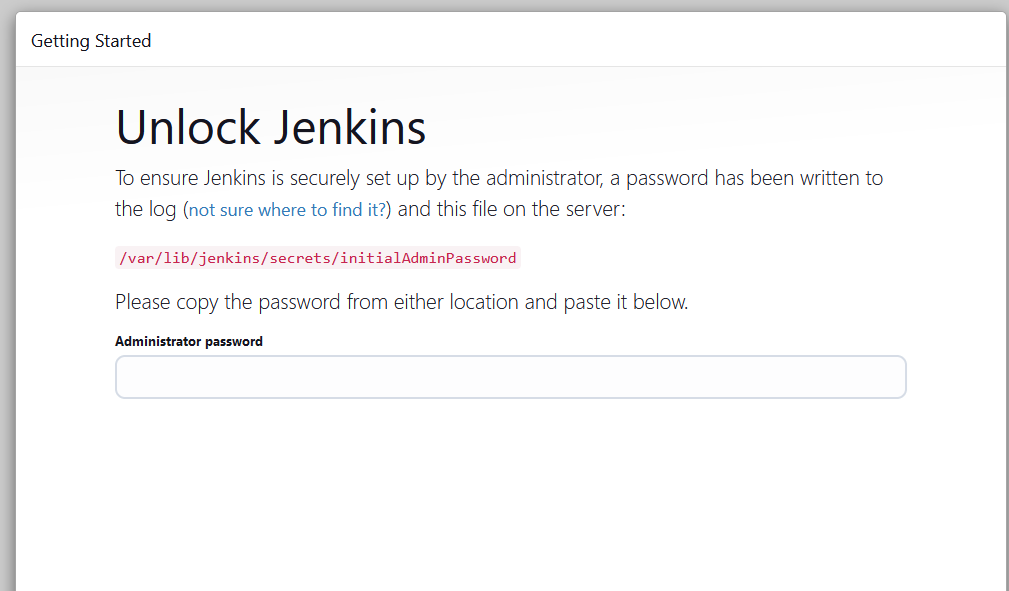 Getting Started
Unlock Jenkins
To ensure Jenkins is securely set up by the administrator, a password has been written to
the log (not sure where to find it?) and this file on the server:
/var/lib/jenkins/secrets/initialAdminPassword
Please copy the password from either location and paste it below.
Administrator password